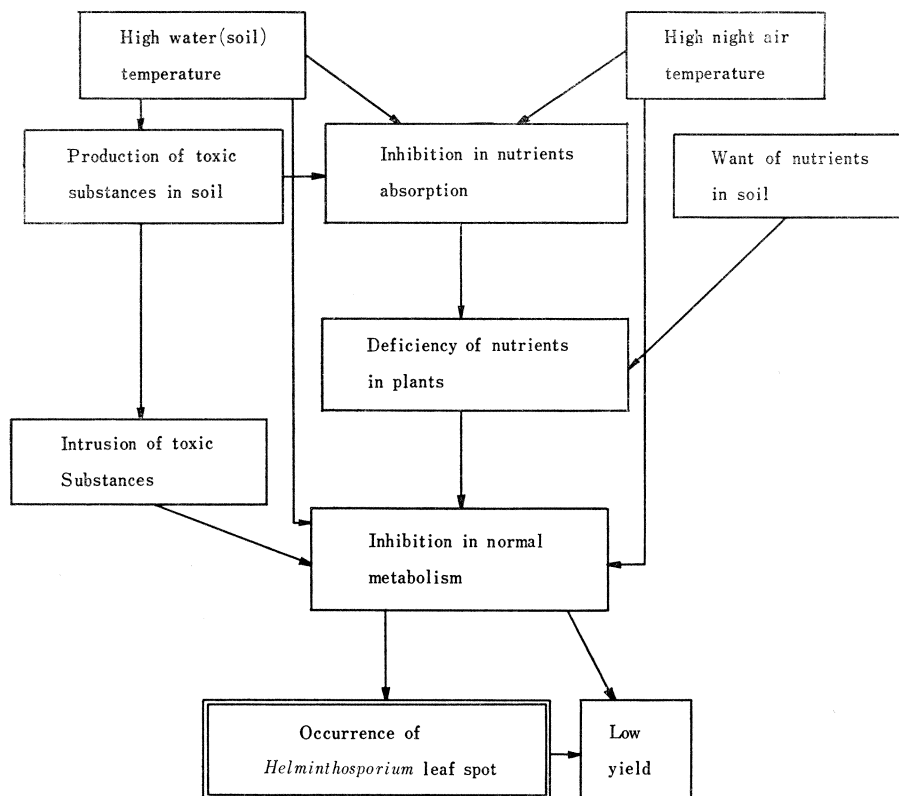 High water(soil)
temperature
High night air
temperature
Production of toxic
substances in soil
Inhibition in nutrients
absorption
Want of nutrients
in soil
Deficiency of nutrients
in plants
Intrusion of toxic
Substances
Inhibition in normal
metabolism
Occurrence of
Helminthosporium leaf spot
Low
yield